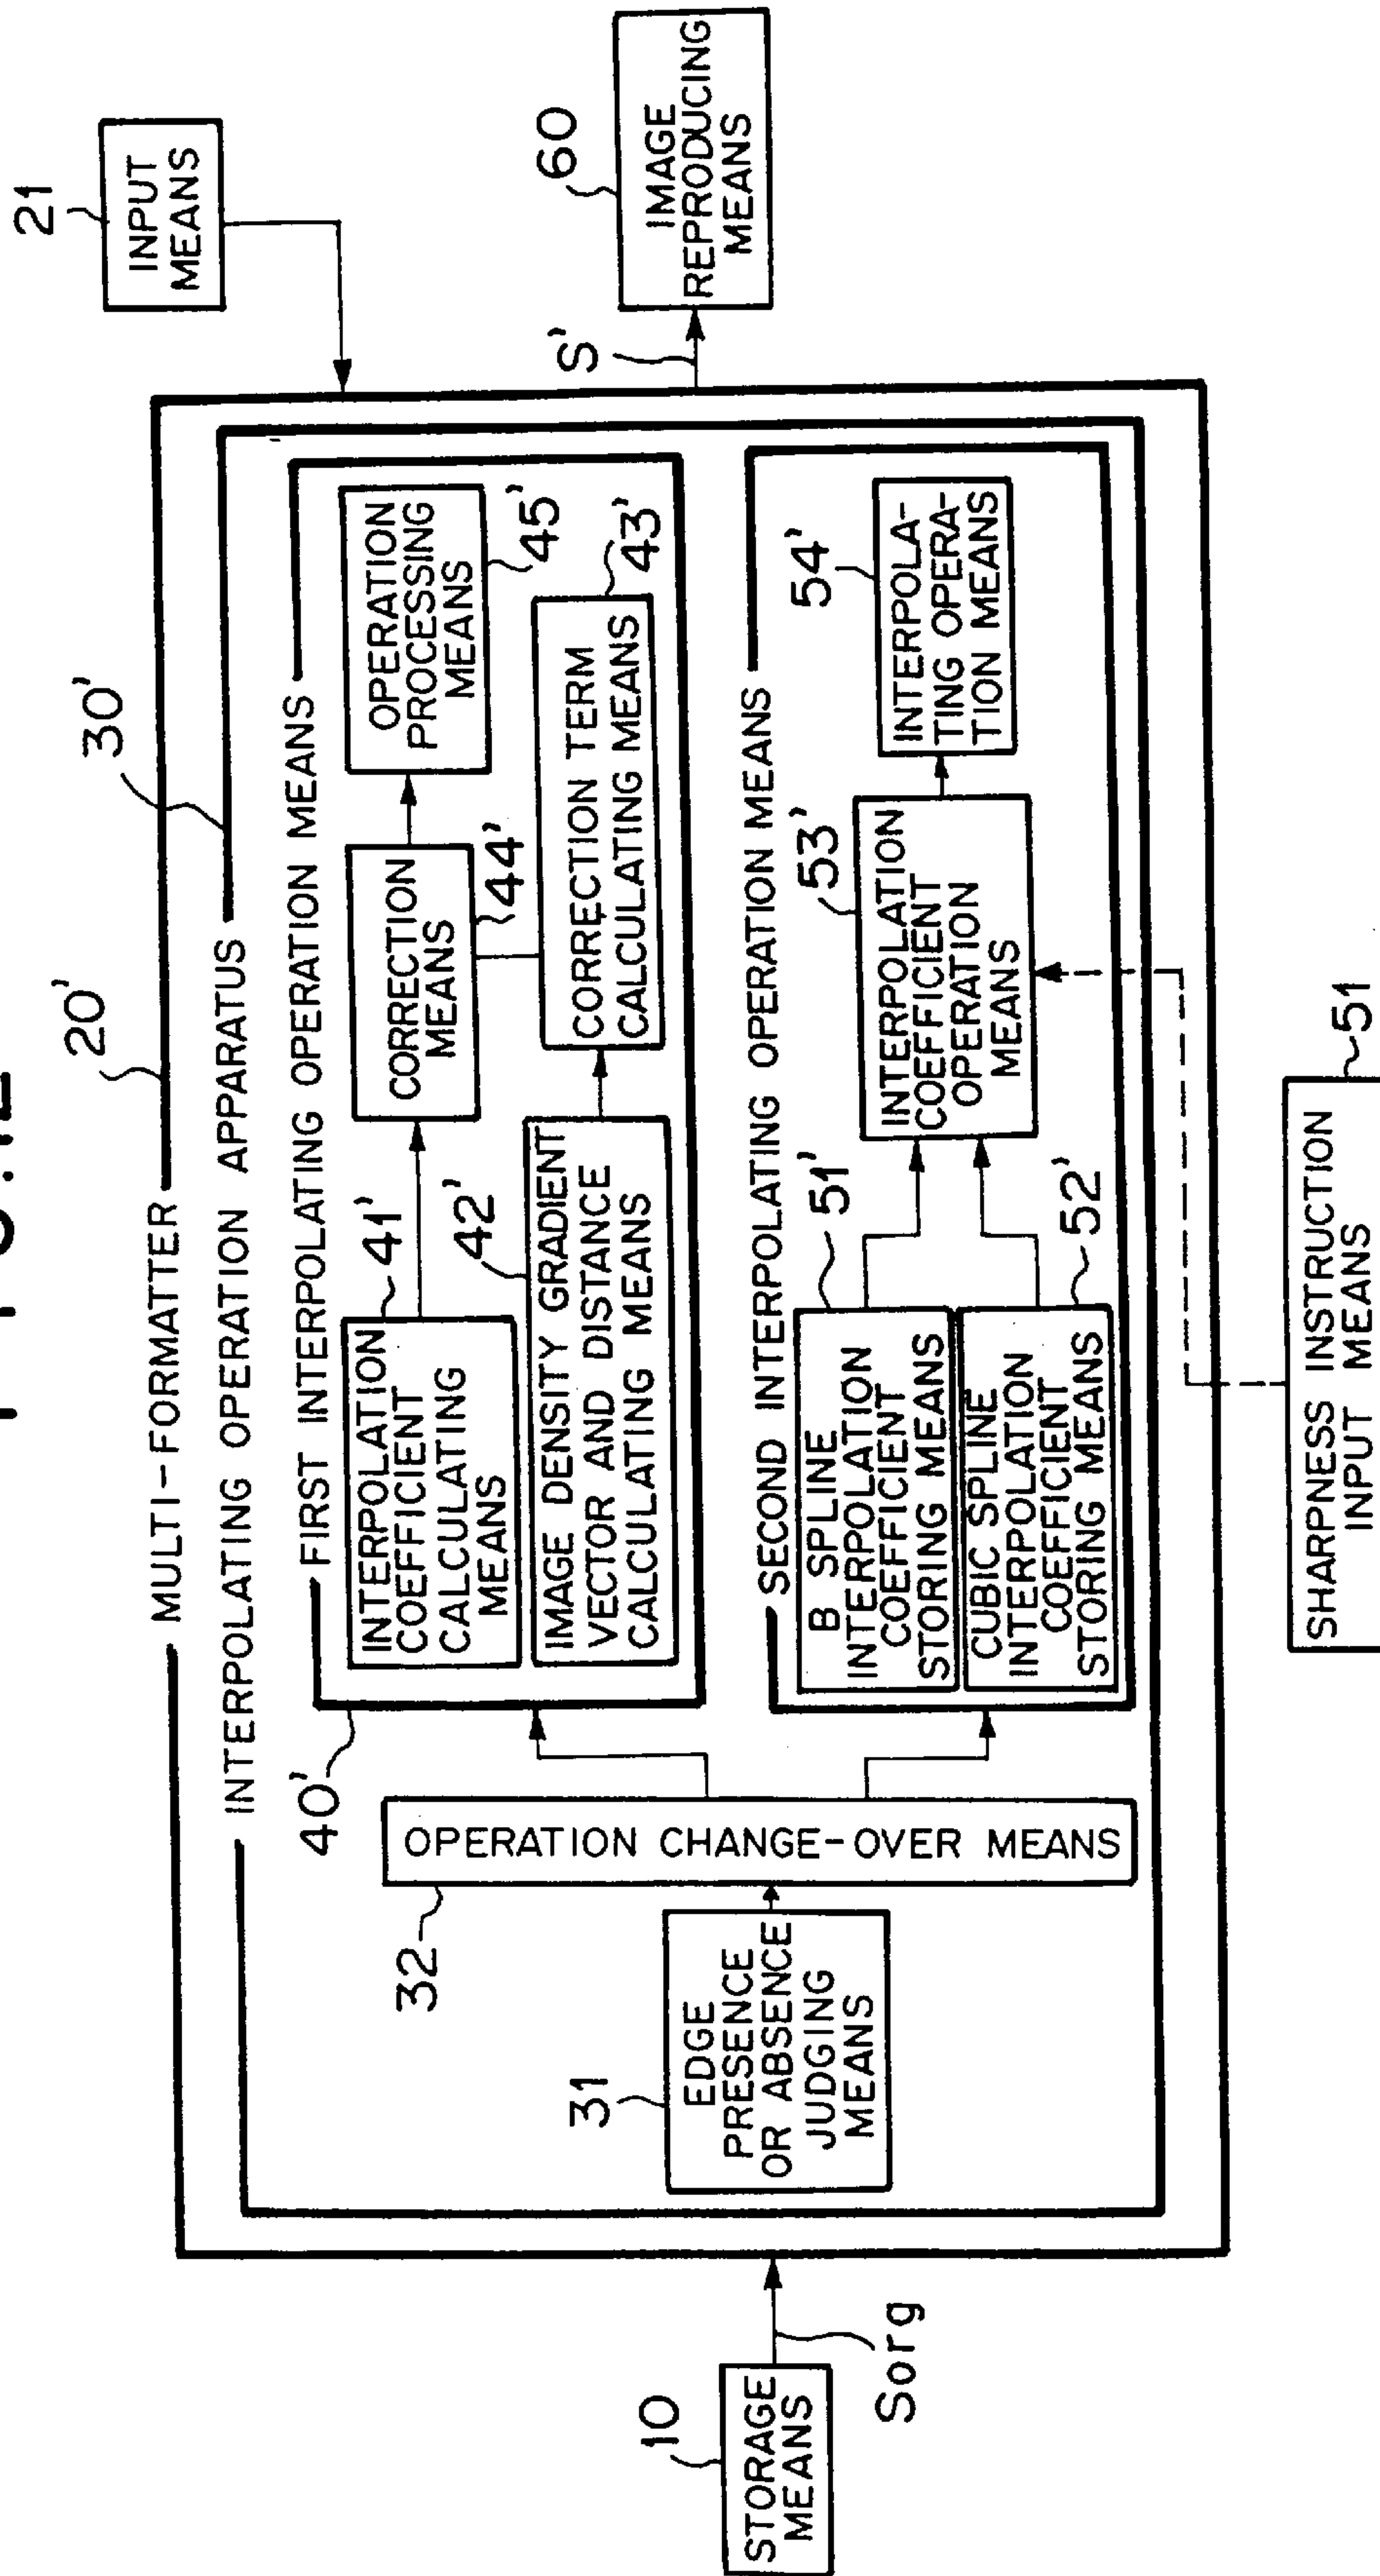 21
INPUT
MEANS
60
IMAGE
REPRODUCING
MEANS
S'
20'
MULTI-FORMATTER
30'
INTERPOLATING OPERATION APPARATUS
FIRST INTERPOLATING OPERATION MEANS
40'
41'
INTERPOLATION
COEFFICIENT
CALCULATING
MEANS
CORRECTION
MEANS
44'
OPERATION
PROCESSING
MEANS
45'
42'
IMAGE DENSITY GRADIENT
VECTOR AND DISTANCE
CALCULATING MEANS
CORRECTION TERM
CALCULATING MEANS
43'
SECOND INTERPOLATING OPERATION MEANS
51'
B SPLINE
INTERPOLATION
COEFFICIENT
STORING MEANS
52'
CUBIC SPLINE
INTERPOLATION
COEFFICIENT
STORING MEANS
53'
INTERPOLATION
COEFFICIENT
OPERATION
MEANS
54'
INTERPOLA-
TING OPERA-
TION MEANS
32
OPERATION CHANGE-OVER MEANS
31
EDGE
PRESENCE
OR ABSENCE
JUDGING
MEANS
10
STORAGE
MEANS
Sorg
51
SHARPNESS INSTRUCTION
INPUT MEANS